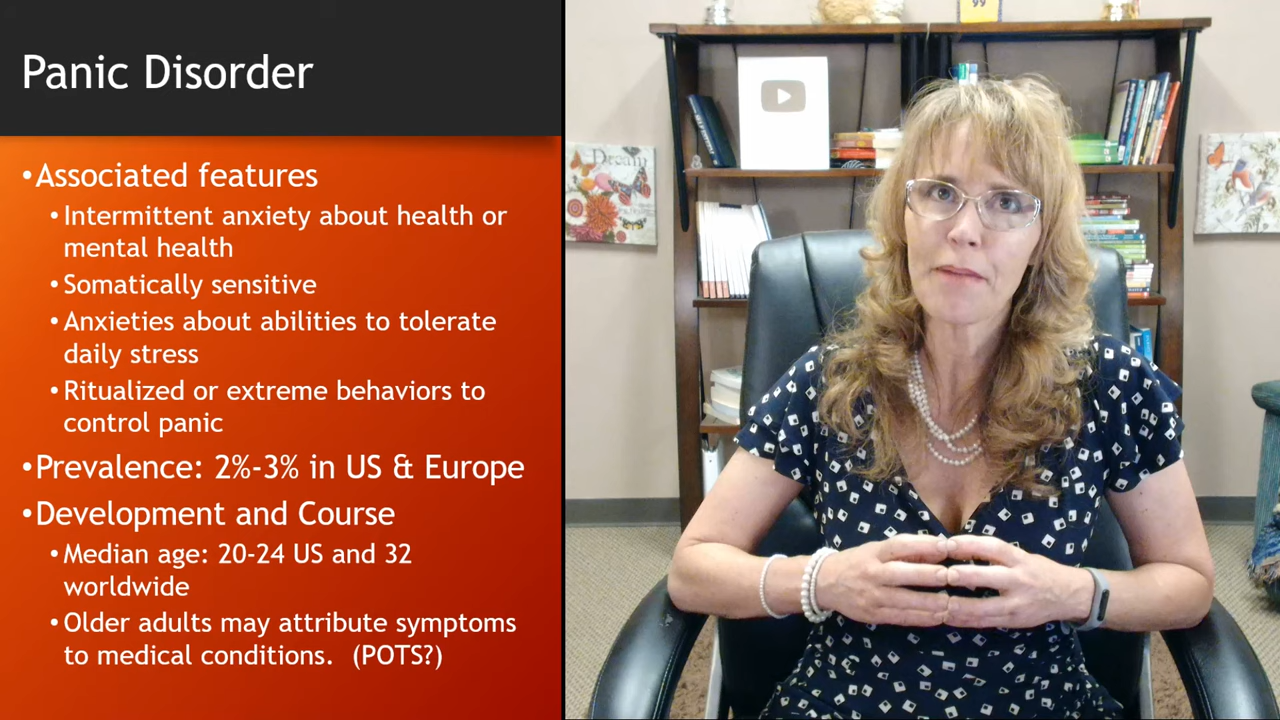 Panic Disorder
•Associated features
•Intermittent anxiety about health or
mental health
•Somatically sensitive
•Anxieties about abilities to tolerate
daily stress
•Ritualized or extreme behaviors to
control panic
•Prevalence: 2%-3% in US & Europe
•Development and Course
•Median age: 20-24 US and 32
worldwide
•Older adults may attribute symptoms
to medical conditions. (POTS?)
99
Dream